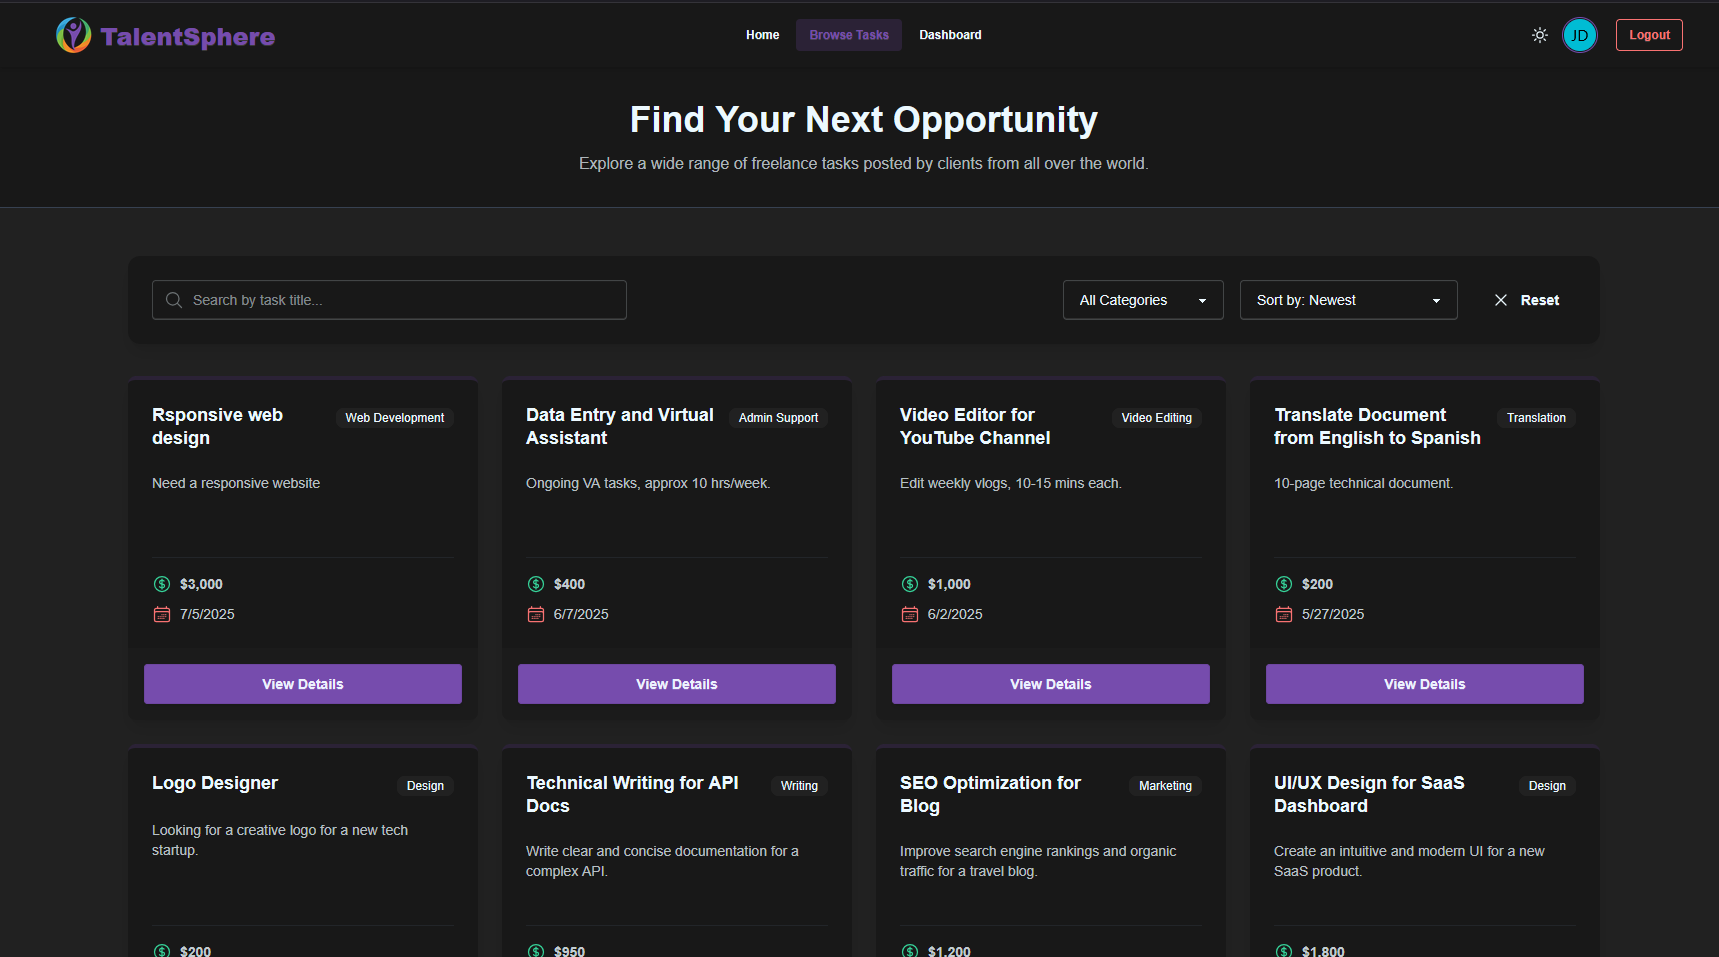 TalentSphere
Home
Browse Tasks
Dashboard
JD
Logout
Find Your Next Opportunity
Explore a wide range of freelance tasks posted by clients from all over the world.
Search by task title...
All Categories
Sort by: Newest
Reset
Rsponsive web
design
Web Development
Need a responsive website
$3,000
7/5/2025
View Details
Data Entry and Virtual
Assistant
Admin Support
Ongoing VA tasks, approx 10 hrs/week.
$400
6/7/2025
View Details
Video Editor for
YouTube Channel
Video Editing
Edit weekly vlogs, 10-15 mins each.
$1,000
6/2/2025
View Details
Translate Document
from English to Spanish
Translation
10-page technical document.
$200
5/27/2025
View Details
Logo Designer
Design
Looking for a creative logo for a new tech
startup.
$200
Technical Writing for API
Docs
Writing
Write clear and concise documentation for a
complex API.
$950
SEO Optimization for
Blog
Marketing
Improve search engine rankings and organic
traffic for a travel blog.
$1,200
UI/UX Design for SaaS
Dashboard
Design
Create an intuitive and modern UI for a new
SaaS product.
$1,800